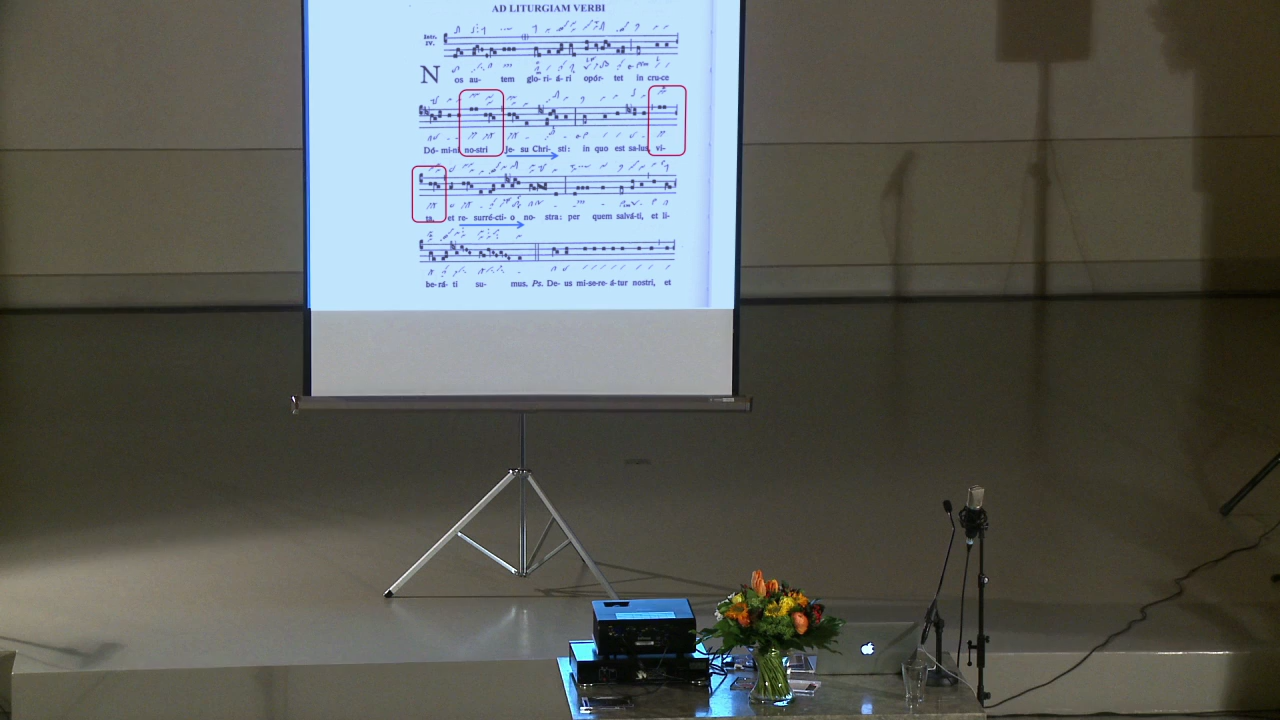 AD LITURGIAM VERBI
Intr.
IV.
N os au- tem glo- ri- á- ri opór- tet in cru-ce
Dó-mi-ni no-stri Je- su Chri- sti: in quo est sa-lus, vi-
ta, et re- surré-cti- o no- stra: per quem salvá-ti, et li-
be-rá- ti su- mus. Ps. De- us mi-se-re- á-tur nostri, et